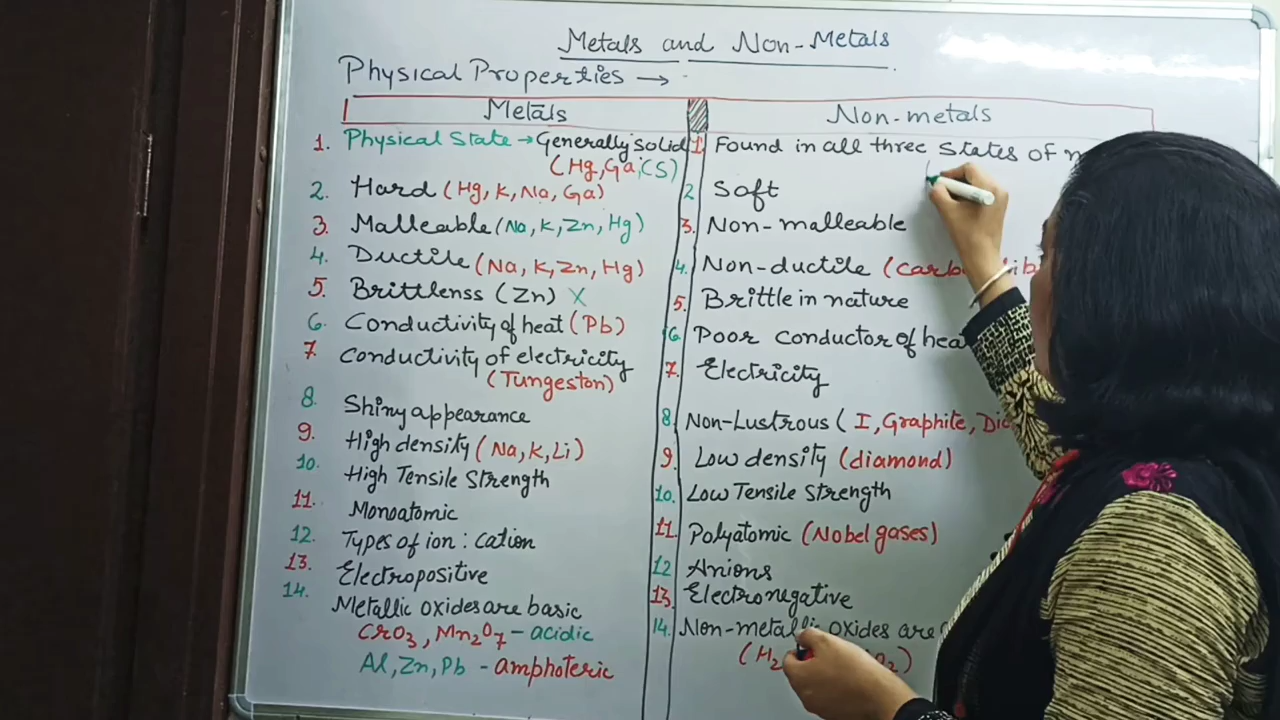 Metals and Non-Metals
Physical Properties →
Metals
Non-metals
1. Physical State → Generally solid
(Hg, Ga, CS)
2. Hard (Hg, K, Na, Ga)
3. Malleable (Na, K, Zn, Hg)
4. Ductile (Na, K, Zn, Hg)
5. Brittlenss (Zn) X
6. Conductivity of heat (Pb)
7. Conductivity of electricity
(Tungeston)
8. Shiny appearance
9. High density (Na, K, Li)
10. High Tensile Strength
11. Monoatomic
12. Types of ion : Cation
13. Electropositive
14. Metallic oxides are basic
CrO3, Mn2O7 - acidic
Al, Zn, Pb - amphoteric
1. Found in all three states of
2 Soft
3. Non-malleable
4. Non-ductile
5. Brittle in nature
6. Poor conductor of
7. Electricity
8. Non-Lustrous ( I, Graphite,
9. Low density (diamond)
10. Low Tensile Strength
11. Polyatomic (Nobel gases)
12 Anions
13 Electronegative
14. Non-metallic oxides are